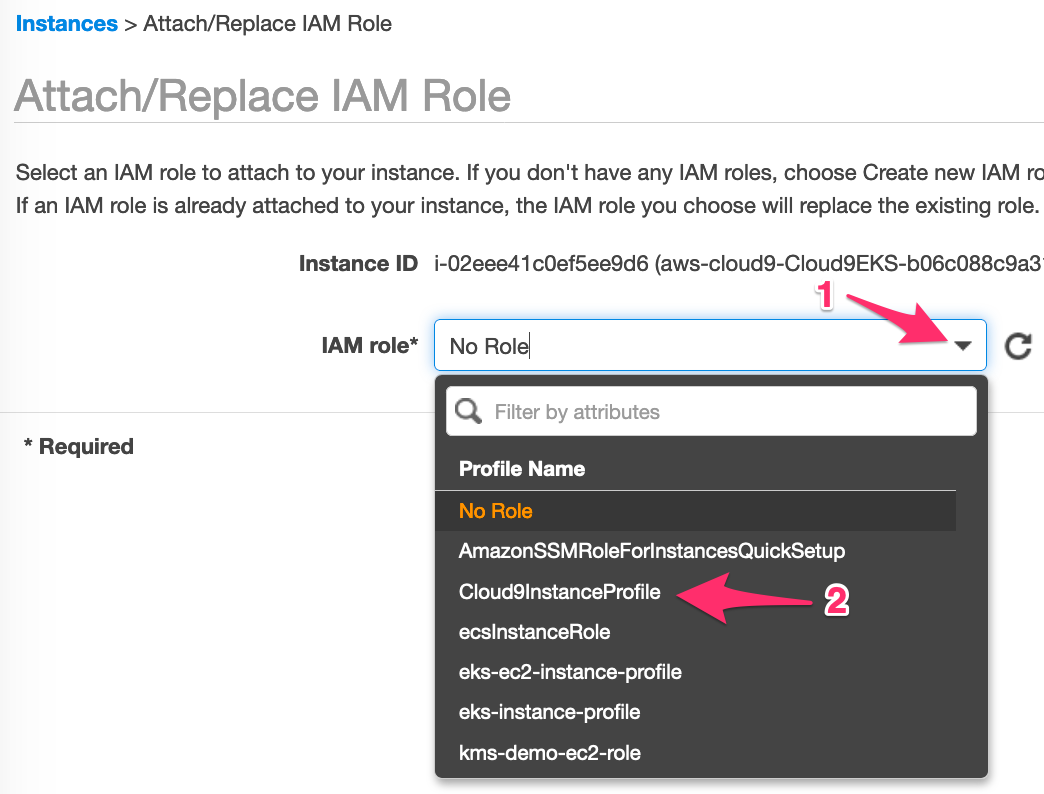 Instances > Attach/Replace IAM Role
Attach/Replace IAM Role
Select an IAM role to attach to your instance. If you don't have any IAM roles, choose Create new IAM ro
If an IAM role is already attached to your instance, the IAM role you choose will replace the existing role.
Instance ID i-02eee41c0ef5ee9d6 (aws-cloud9-Cloud9EKS-b06c088c9a3
1
IAM role* No Role
Filter by attributes
* Required
Profile Name
No Role
AmazonSSMRoleForInstancesQuickSetup
Cloud9InstanceProfile
2
ecsInstanceRole
eks-ec2-instance-profile
eks-instance-profile
kms-demo-ec2-role